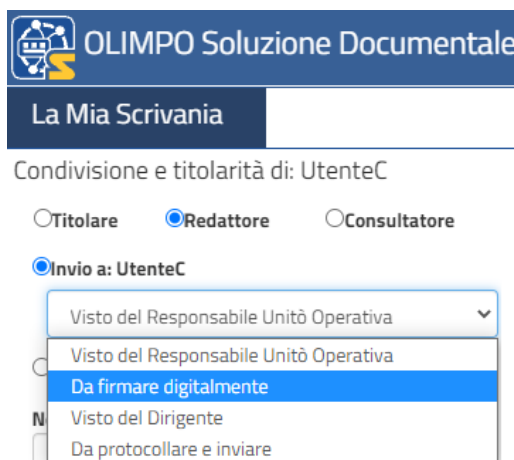 OLIMPO Soluzione Documentale
La Mia Scrivania
Condivisione e titolarità di: UtenteC
Titolare Redattore Consultatore
Invio a: UtenteC
Visto del Responsabile Unitò Operativa
Visto del Responsabile Unitò Operativa
Da firmare digitalmente
Visto del Dirigente
Da protocollare e inviare